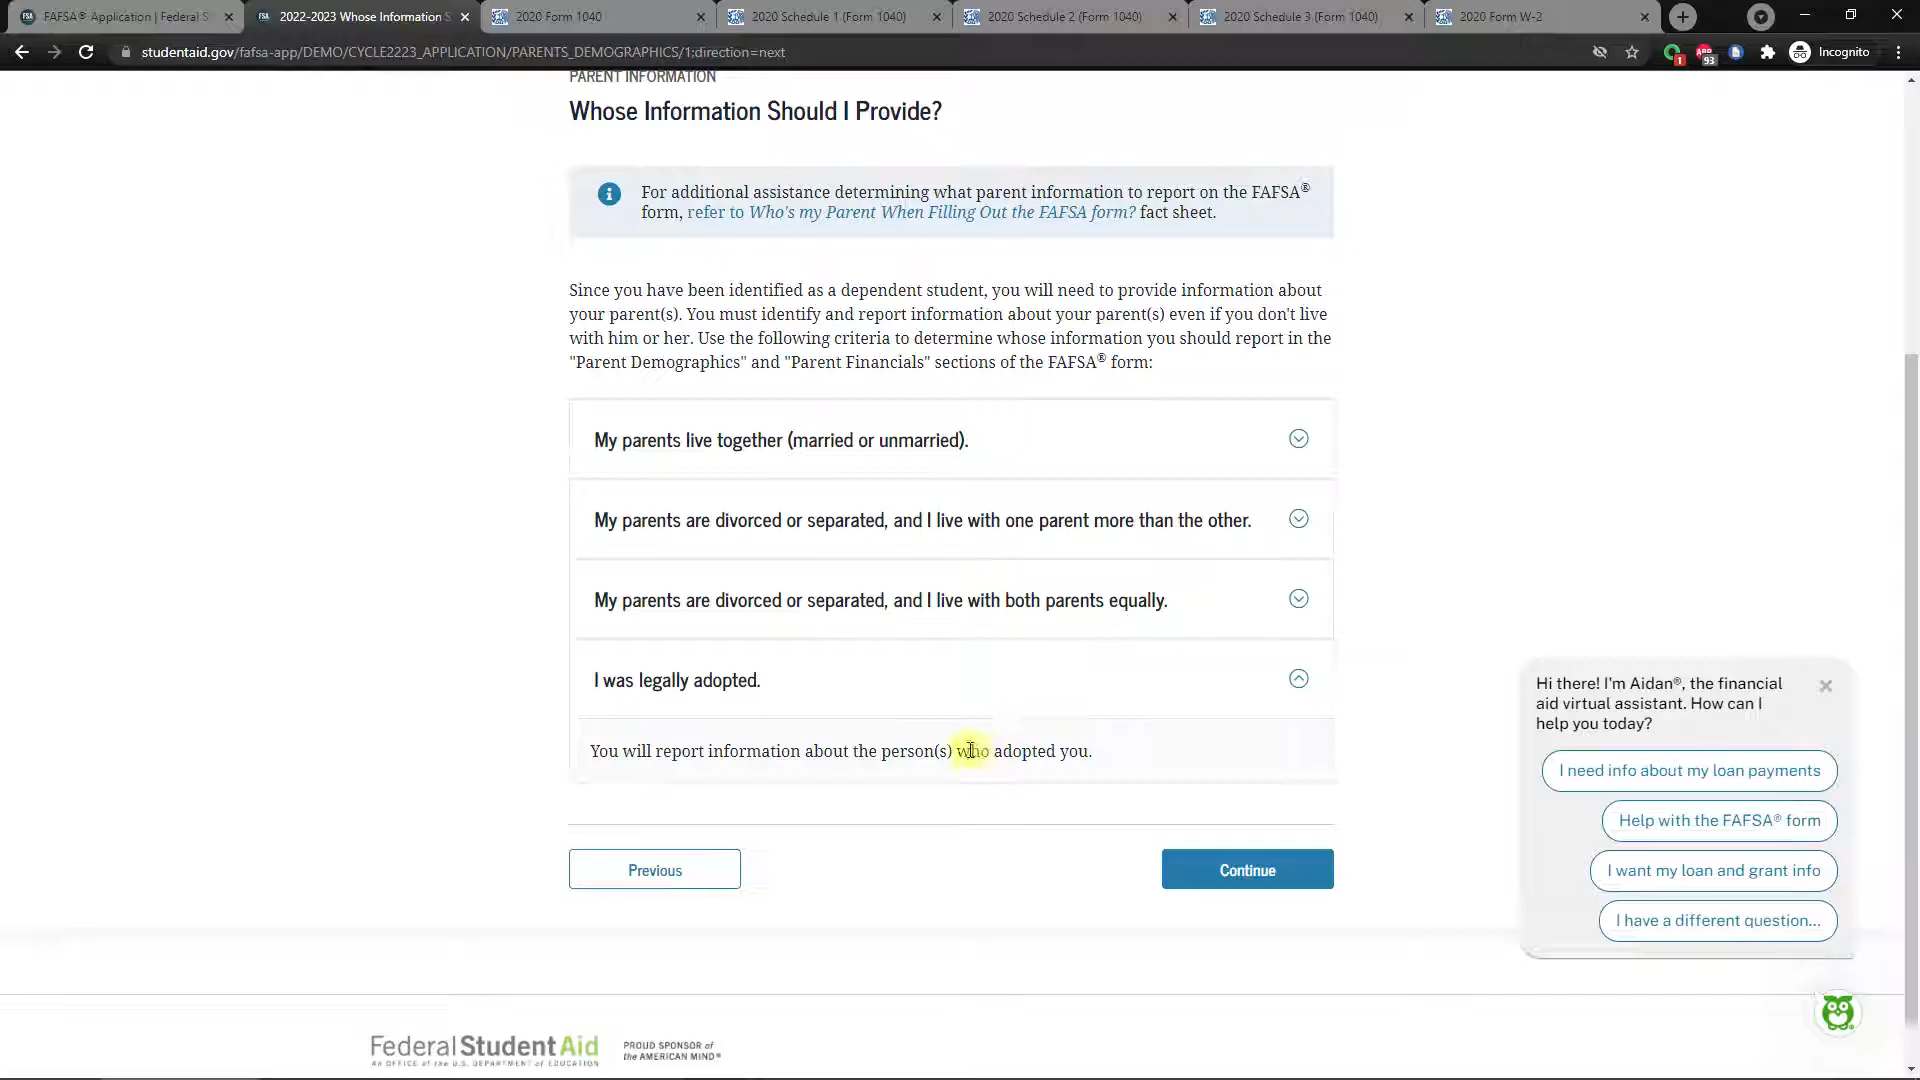 FAFSA® Application | Federal S
2022-2023 Whose Information S
2020 Form 1040
2020 Schedule 1 (Form 1040)
2020 Schedule 2 (Form 1040)
2020 Schedule 3 (Form 1040)
2020 Form W-2
studentaid.gov/fafsa-app/DEMO/CYCLE2223_APPLICATION/PARENTS_DEMOGRAPHICS/1;direction=next
1
93
Incognito
PARENT INFORMATION
Whose Information Should I Provide?
For additional assistance determining what parent information to report on the FAFSA®
form, refer to Who's my Parent When Filling Out the FAFSA form? fact sheet.
Since you have been identified as a dependent student, you will need to provide information about
your parent(s). You must identify and report information about your parent(s) even if you don't live
with him or her. Use the following criteria to determine whose information you should report in the
"Parent Demographics" and "Parent Financials" sections of the FAFSA® form:
My parents live together (married or unmarried).
My parents are divorced or separated, and I live with one parent more than the other.
My parents are divorced or separated, and I live with both parents equally.
I was legally adopted.
You will report information about the person(s) who adopted you.
Previous
Continue
Hi there! I'm Aidan®, the financial
aid virtual assistant. How can I
help you today?
I need info about my loan payments
Help with the FAFSA® form
I want my loan and grant info
I have a different question...
Federal Student Aid
AN OFFICE of the U.S. DEPARTMENT of EDUCATION
PROUD SPONSOR of
the AMERICAN MIND®